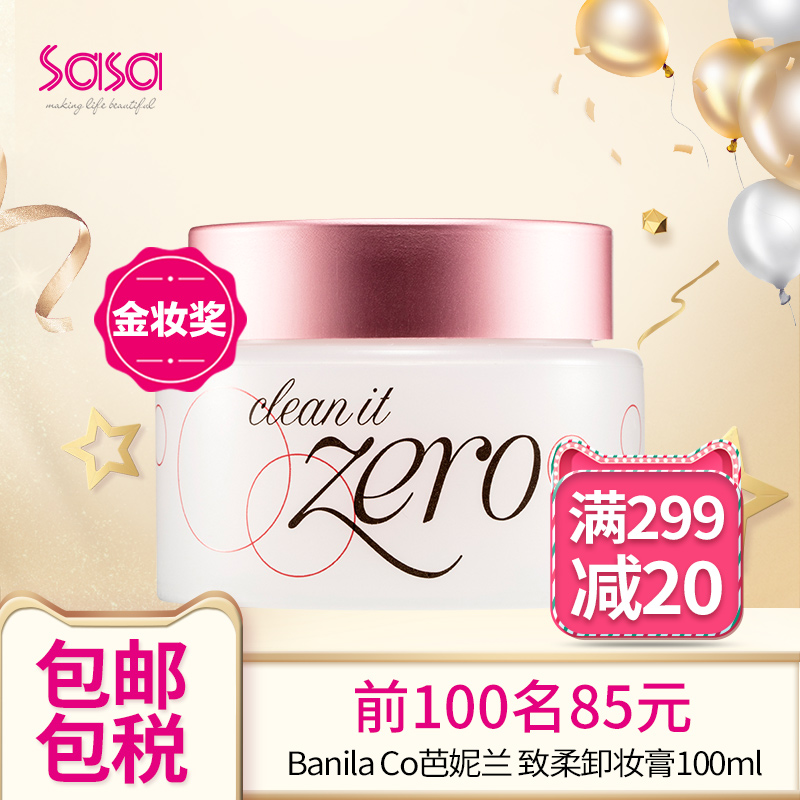 sasa
making life beautiful
金妆奖
clean it
zero
满299
减20
包邮
包税
前100名85元
Banila Co芭妮兰 致柔卸妆膏100ml